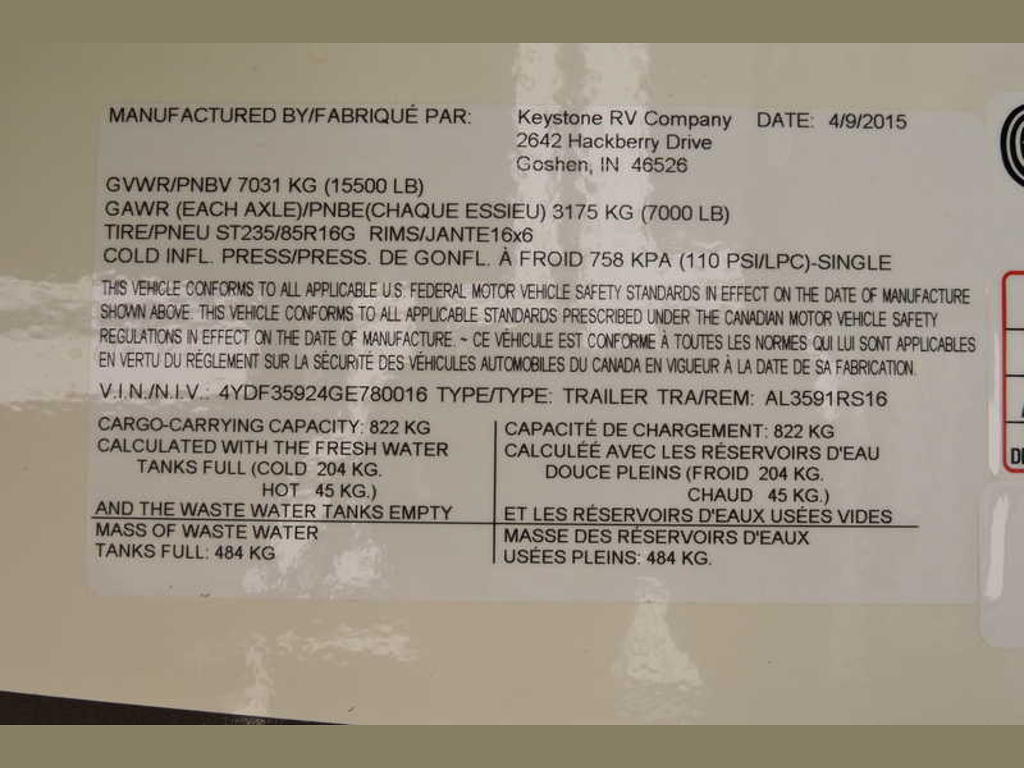 MANUFACTURED BY/FABRIQUÉ PAR: Keystone RV Company DATE: 4/9/2015
2642 Hackberry Drive
Goshen, IN 46526
GVWR/PNBV 7031 KG (15500 LB)
GAWR (EACH AXLE)/PNBE(CHAQUE ESSIEU) 3175 KG (7000 LB)
TIRE/PNEU ST235/85R16G RIMS/JANTE16x6
COLD INFL. PRESS/PRESS. DE GONFL. À FROID 758 KPA (110 PSI/LPC)-SINGLE
THIS VEHICLE CONFORMS TO ALL APPLICABLE U.S. FEDERAL MOTOR VEHICLE SAFETY STANDARDS IN EFFECT ON THE DATE OF MANUFACTURE
SHOWN ABOVE. THIS VEHICLE CONFORMS TO ALL APPLICABLE STANDARDS PRESCRIBED UNDER THE CANADIAN MOTOR VEHICLE SAFETY
REGULATIONS IN EFFECT ON THE DATE OF MANUFACTURE. ~ CE VÉHICULE EST CONFORME À TOUTES LES NORMES QUI LUI SONT APPLICABLES
EN VERTU DU RÉGLEMENT SUR LA SÉCURITÉ DES VÉHICULES AUTOMOBILES DU CANADA EN VIGUEUR À LA DATE DE SA FABRICATION.
V.I.N./N.I.V.: 4YDF35924GE780016 TYPE/TYPE: TRAILER TRA/REM: AL3591RS16
CARGO-CARRYING CAPACITY: 822 KG
CALCULATED WITH THE FRESH WATER
TANKS FULL (COLD 204 KG.
HOT 45 KG.)
AND THE WASTE WATER TANKS EMPTY
MASS OF WASTE WATER
TANKS FULL: 484 KG
CAPACITÉ DE CHARGEMENT: 822 KG
CALCULÉE AVEC LES RÉSERVOIRS D'EAU
DOUCE PLEINS (FROID 204 KG.
CHAUD 45 KG.)
ET LES RÉSERVOIRS D'EAUX USÉES VIDES
MASSE DES RÉSERVOIRS D'EAUX
USÉES PLEINS: 484 KG.